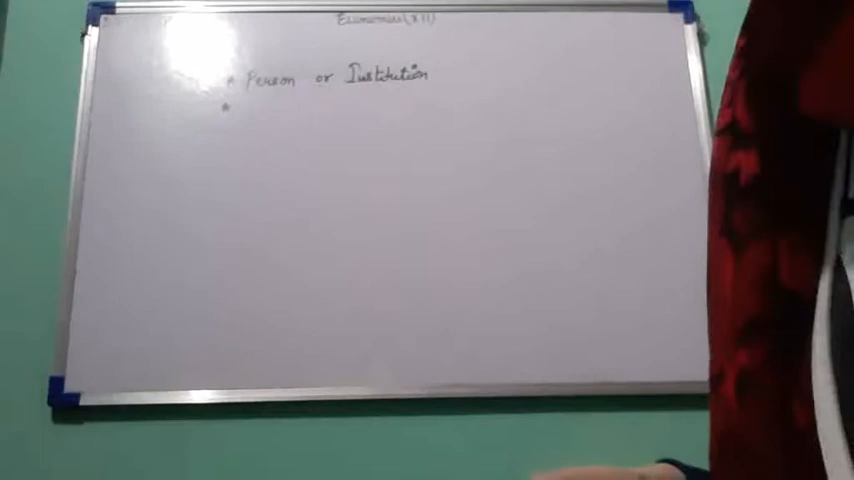 Economics (XII)
* Person or Institution
*